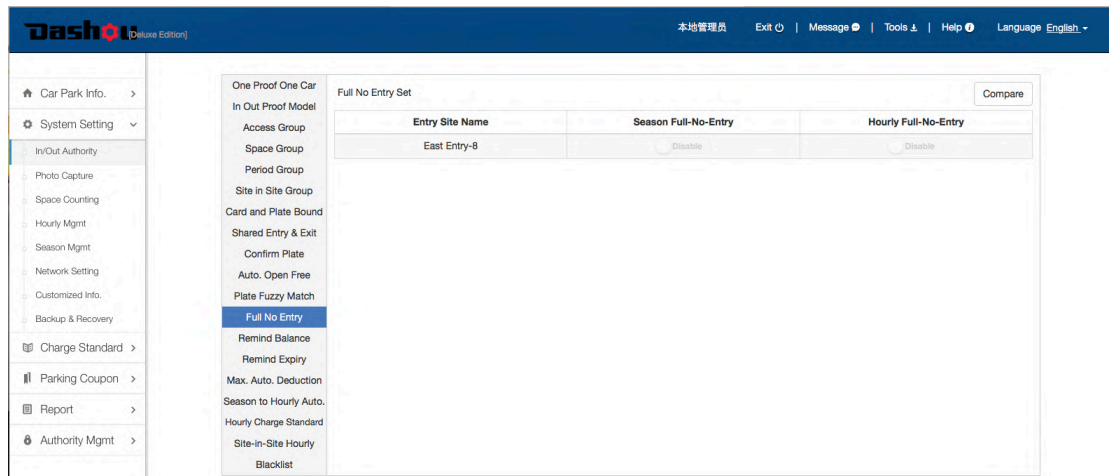 Dashou [Deluxe Edition]
本地管理员 Exit | Message | Tools | Help Language English
Car Park Info.
System Setting
In/Out Authority
Photo Capture
Space Counting
Hourly Mgmt
Season Mgmt
Network Setting
Customized Info.
Backup & Recovery
Charge Standard
Parking Coupon
Report
Authority Mgmt
One Proof One Car
In Out Proof Model
Access Group
Space Group
Period Group
Site in Site Group
Card and Plate Bound
Shared Entry & Exit
Confirm Plate
Auto. Open Free
Plate Fuzzy Match
Full No Entry
Remind Balance
Remind Expiry
Max. Auto. Deduction
Season to Hourly Auto.
Hourly Charge Standard
Site-in-Site Hourly
Blacklist
Full No Entry Set
Compare
Entry Site Name Season Full-No-Entry Hourly Full-No-Entry
East Entry-8 Disable Disable